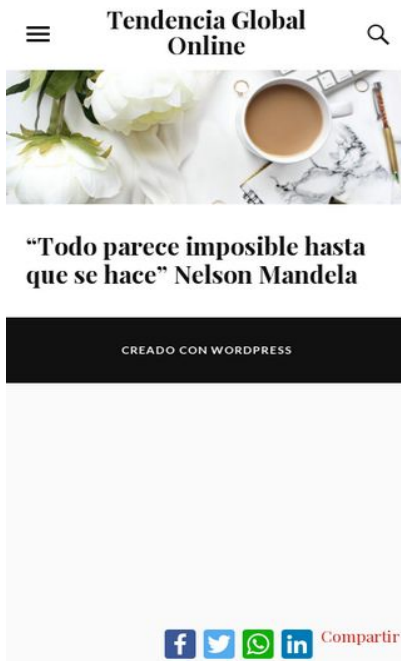 Tendencia Global
Online
“Todo parece imposible hasta
que se hace” Nelson Mandela
CREADO CON WORDPRESS
Compartir